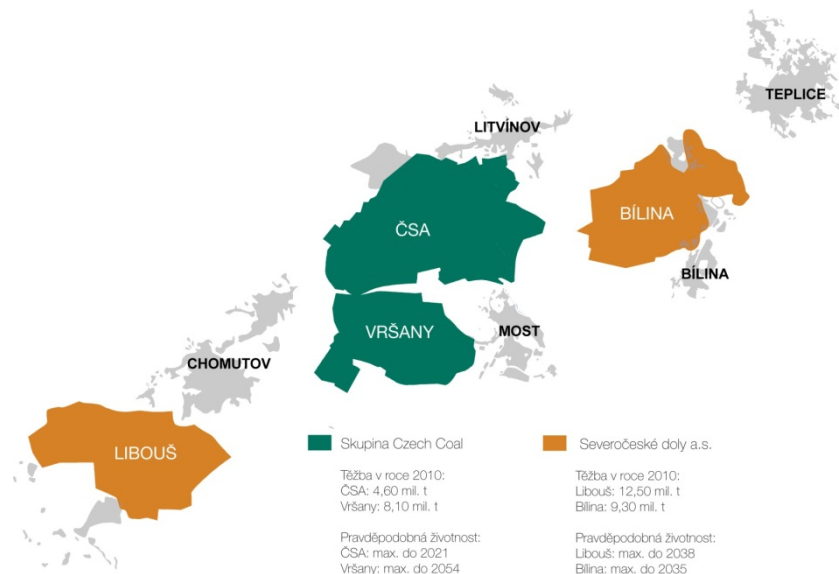 TEPLICE
LITVÍNOV
BÍLINA
ČSA
BÍLINA
VRŠANY
MOST
CHOMUTOV
LIBOUŠ
Skupina Czech Coal
Těžba v roce 2010:
ČSA: 4,60 mil. t
Vršany: 8,10 mil. t
Pravděpodobná životnost:
ČSA: max. do 2021
Vršany: max. do 2054
Severočeské doly a.s.
Těžba v roce 2010:
Libouš: 12,50 mil. t
Bílina: 9,30 mil. t
Pravděpodobná životnost:
Libouš: max. do 2038
Bílina: max. do 2035